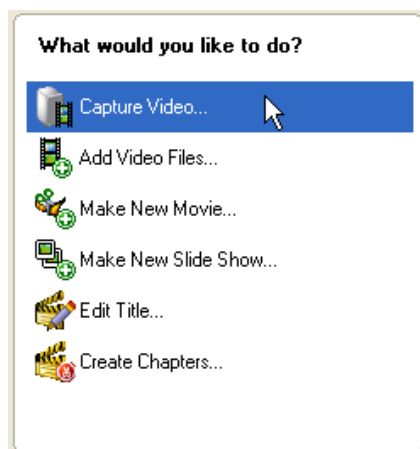 What would you like to do?
Capture Video...
Add Video Files...
Make New Movie...
Make New Slide Show...
Edit Title...
Create Chapters...